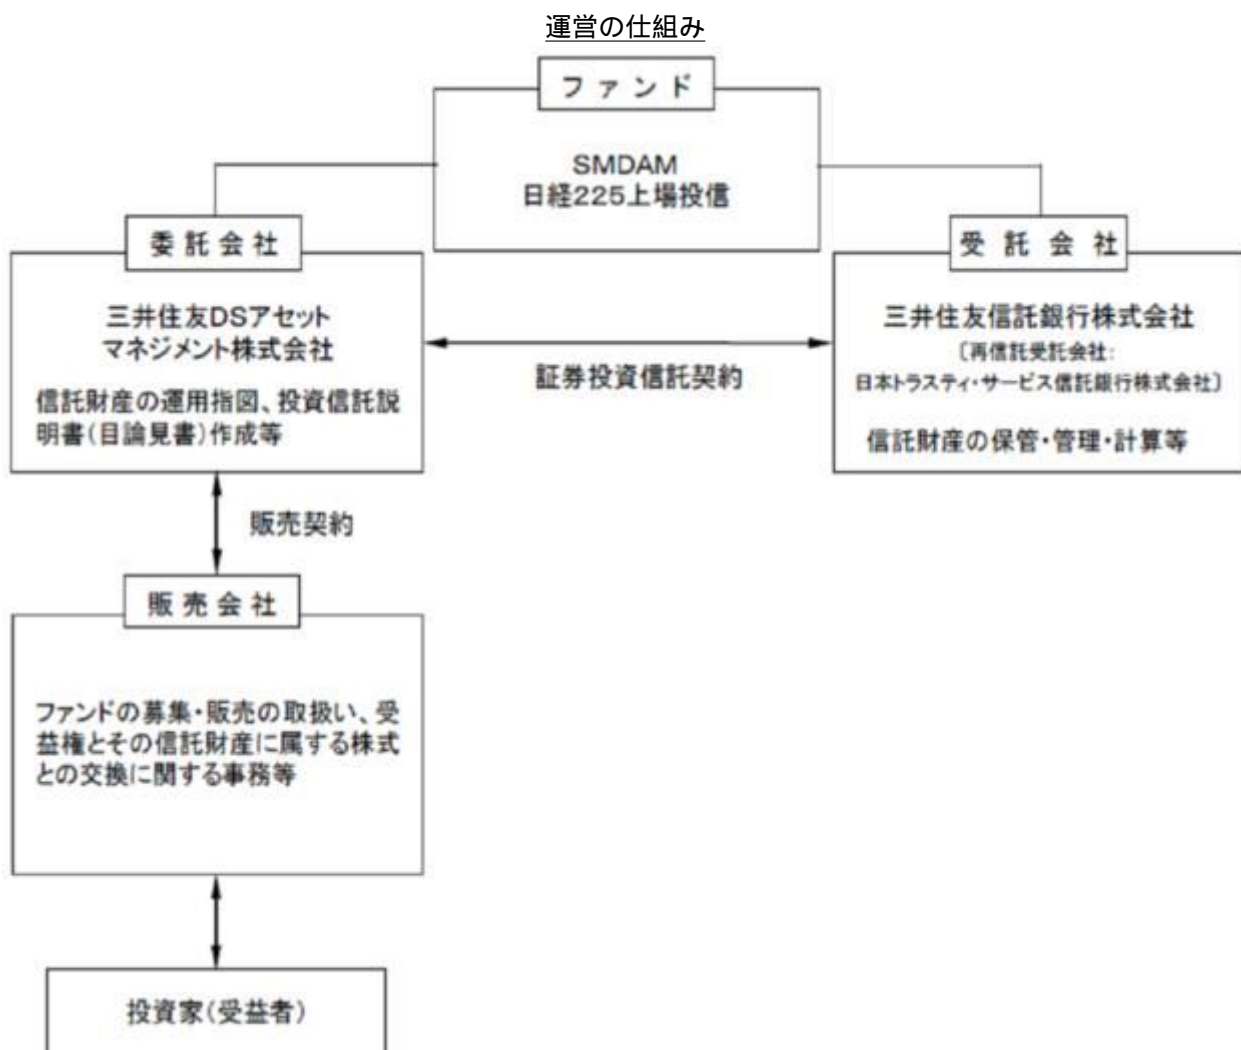 運営の仕組み
ファンド
SMDAM
日経225上場投信
委託会社
三井住友DSアセット
マネジメント株式会社
信託財産の運用指図、投資信託説
明書(目論見書)作成等
証券投資信託契約
受託会社
三井住友信託銀行株式会社
〔再信託受託会社:
日本トラスティ・サービス信託銀行株式会社〕
信託財産の保管・管理・計算等
販売契約
販売会社
ファンドの募集・販売の取扱い、受
益権とその信託財産に属する株式
との交換に関する事務等
投資家(受益者)